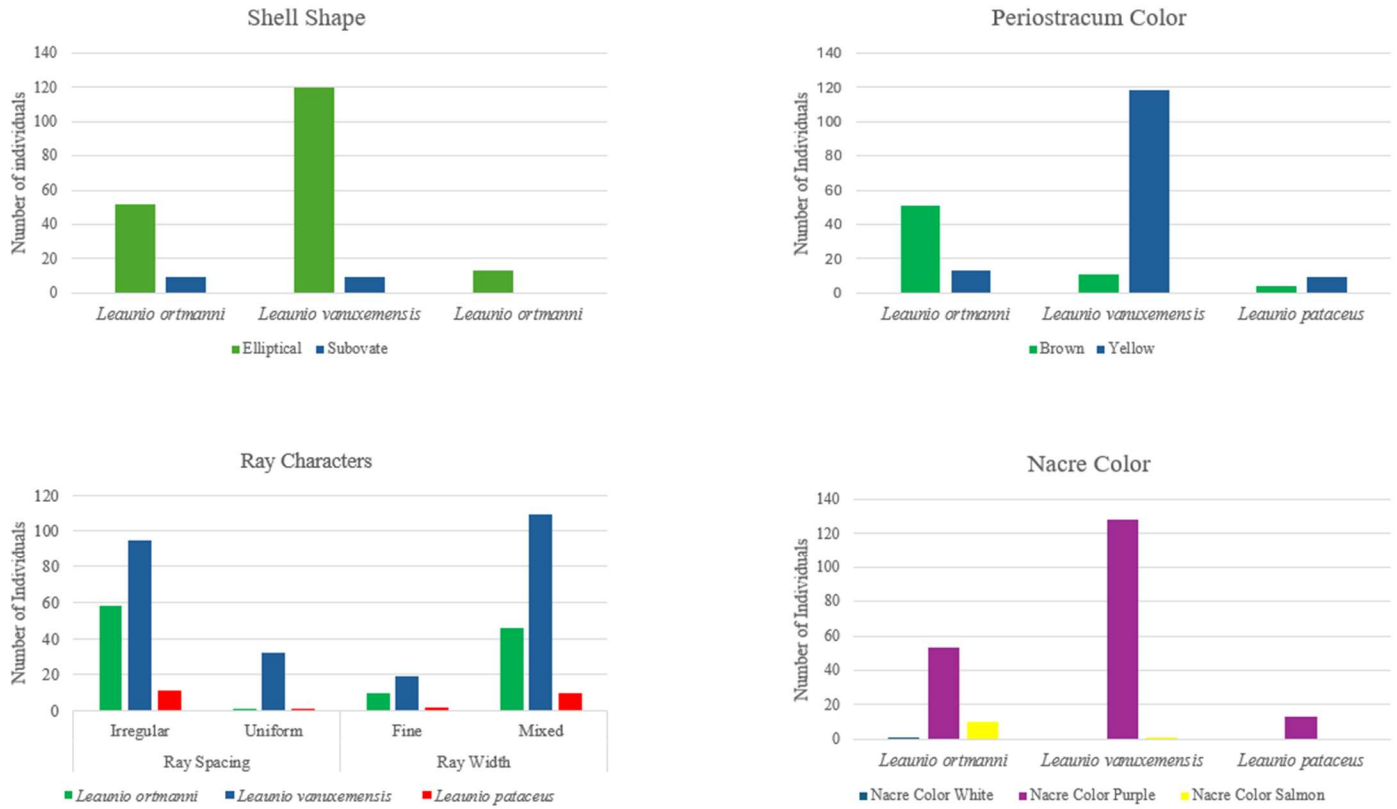 Shell Shape
Number of individuals
140
120
100
80
60
40
20
0
Leaunio ortmanni Leaunio vanuxemensis Leaunio ortmanni
Elliptical Subovate
Periostracum Color
Number of Individuals
140
120
100
80
60
40
20
0
Leaunio ortmanni Leaunio vanuxemensis Leaunio pataceus
Brown Yellow
Ray Characters
Number of Individuals
120
100
80
60
40
20
0
Irregular Uniform Fine Mixed
Ray Spacing Ray Width
Leaunio ortmanni Leaunio vanuxemensis Leaunio pataceus
Nacre Color
Number of Individuals
140
120
100
80
60
40
20
0
Leaunio ortmanni Leaunio vanuxemensis Leaunio pataceus
Nacre Color White Nacre Color Purple Nacre Color Salmon